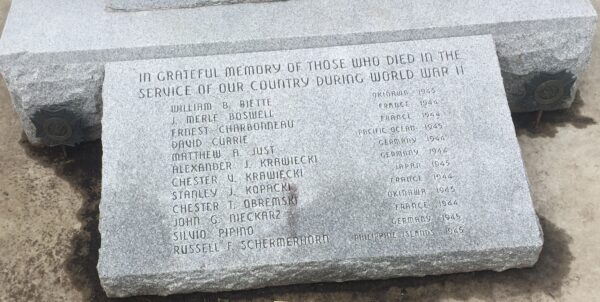 IN GRATEFUL MEMORY OF THOSE WHO DIED IN THE
SERVICE OF OUR COUNTRY DURING WORLD WAR II
WILLIAM B. BIETTE OKINAWA 1945
J. MERLE BOSWELL FRANCE 1944
ERNEST CHARBONNEAU FRANCE 1944
DAVID CURRIE PACIFIC OCEAN 1945
MATTHEW A. JUST GERMANY 1944
ALEXANDER J. KRAWIECKI GERMANY 1944
CHESTER V. KRAWIECKI JAPAN 1945
STANLEY J. KOPACKI FRANCE 1944
CHESTER T. OBREMSKI OKINAWA 1945
JOHN G. NIECKARZ FRANCE 1944
SILVIO PIPINO GERMANY 1945
RUSSELL F. SCHERMERHORN PHILIPPINE ISLANDS 1945